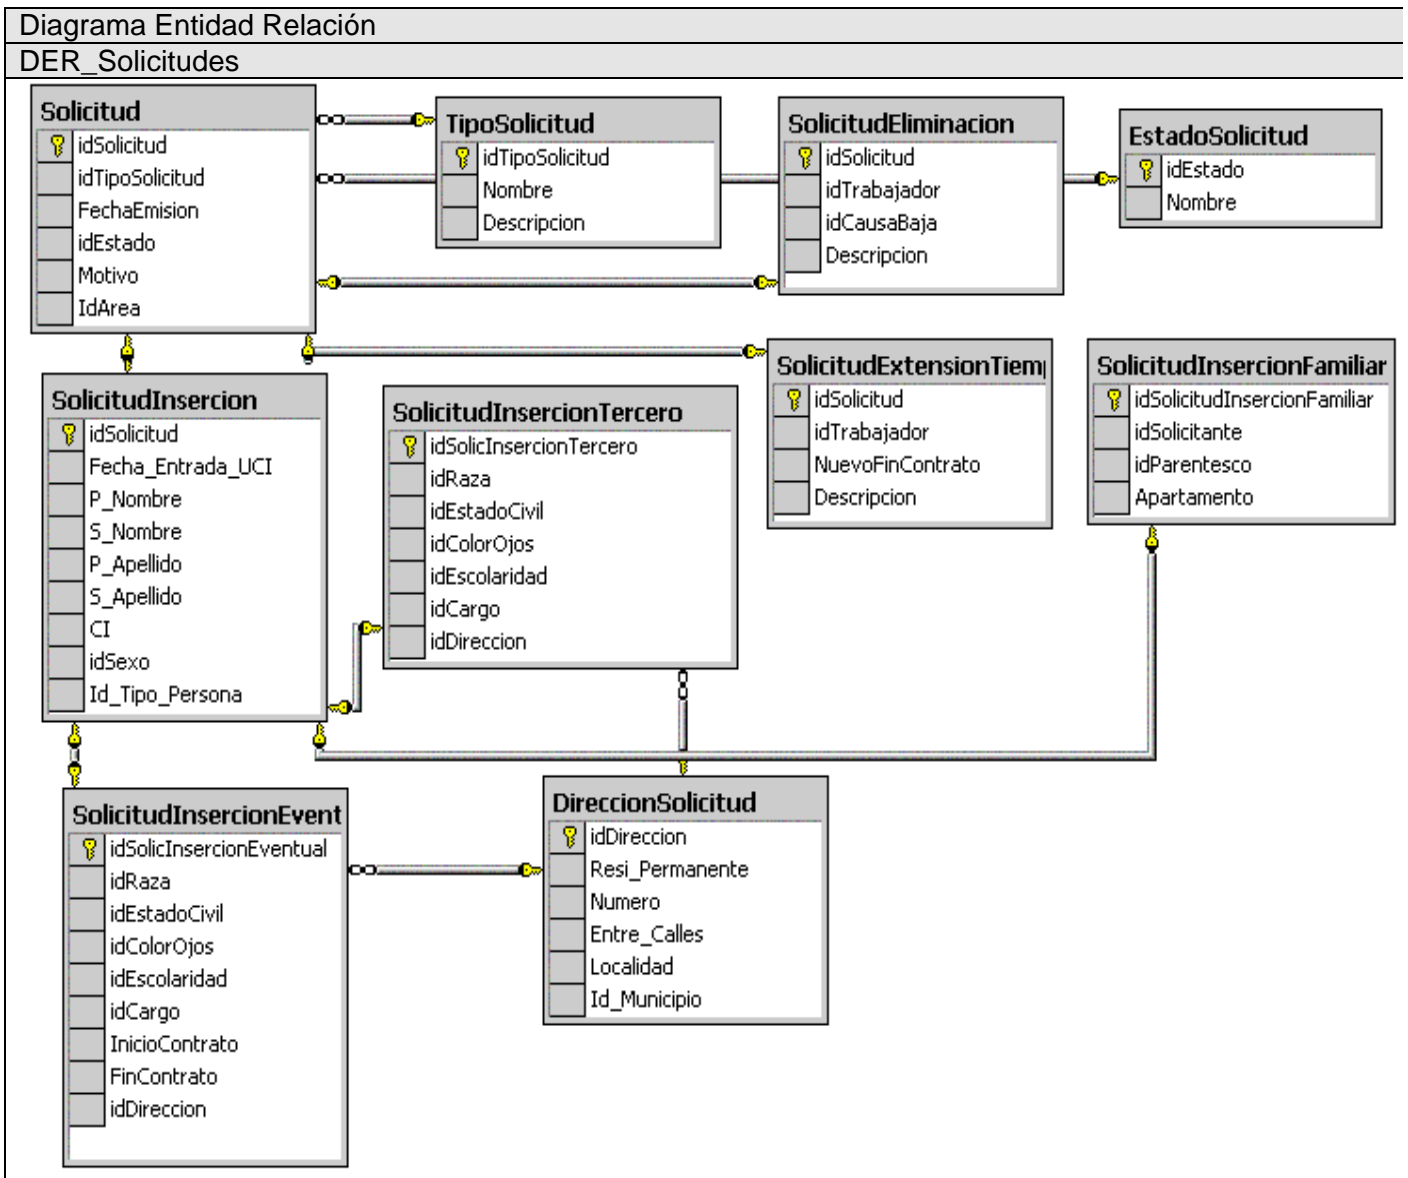 Diagrama Entidad Relación
DER_Solicitudes
Solicitud
idSolicitud
idTipoSolicitud
FechaEmision
idEstado
Motivo
IdArea
TipoSolicitud
idTipoSolicitud
Nombre
Descripcion
SolicitudEliminacion
idSolicitud
idTrabajador
idCausaBaja
Descripcion
EstadoSolicitud
idEstado
Nombre
SolicitudInsercion
idSolicitud
Fecha_Entrada_UCI
P_Nombre
S_Nombre
P_Apellido
S_Apellido
CI
idSexo
Id_Tipo_Persona
SolicitudInsercionTercero
idSolicInsercionTercero
idRaza
idEstadoCivil
idColorOjos
idEscolaridad
idCargo
idDireccion
SolicitudExtensionTiem
idSolicitud
idTrabajador
NuevoFinContrato
Descripcion
SolicitudInsercionFamiliar
idSolicitudInsercionFamiliar
idSolicitante
idParentesco
Apartamento
SolicitudInsercionEvent
idSolicInsercionEventual
idRaza
idEstadoCivil
idColorOjos
idEscolaridad
idCargo
InicioContrato
FinContrato
idDireccion
DireccionSolicitud
idDireccion
Resi_Permanente
Numero
Entre_Calles
Localidad
Id_Municipio